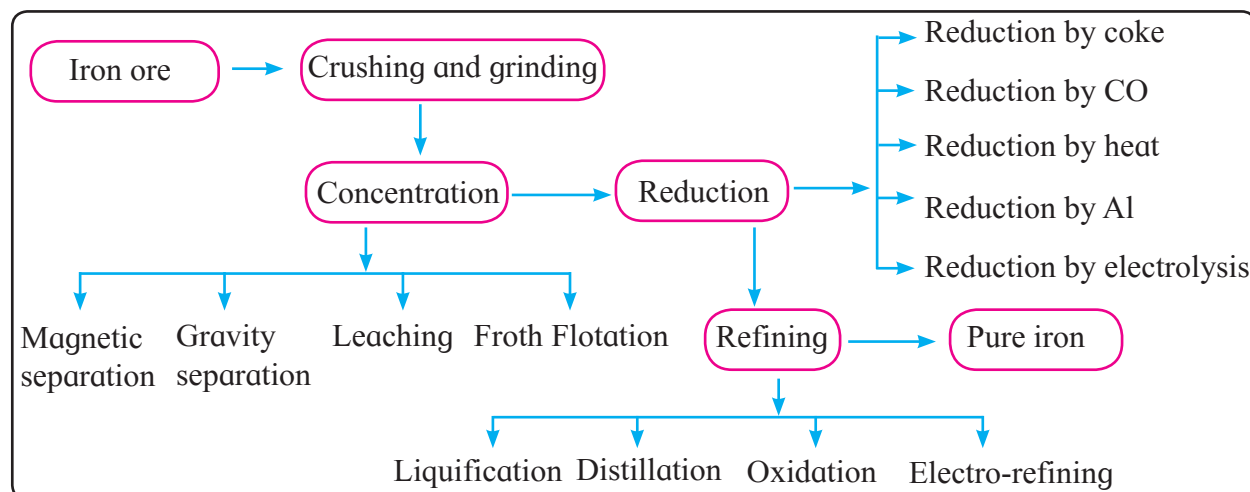 Iron ore
Crushing and grinding
Reduction by coke
Reduction by CO
Reduction by heat
Reduction by Al
Reduction by electrolysis
Concentration
Reduction
Magnetic
separation
Gravity
separation
Leaching
Froth Flotation
Refining
Pure iron
Liquification
Distillation
Oxidation
Electro-refining